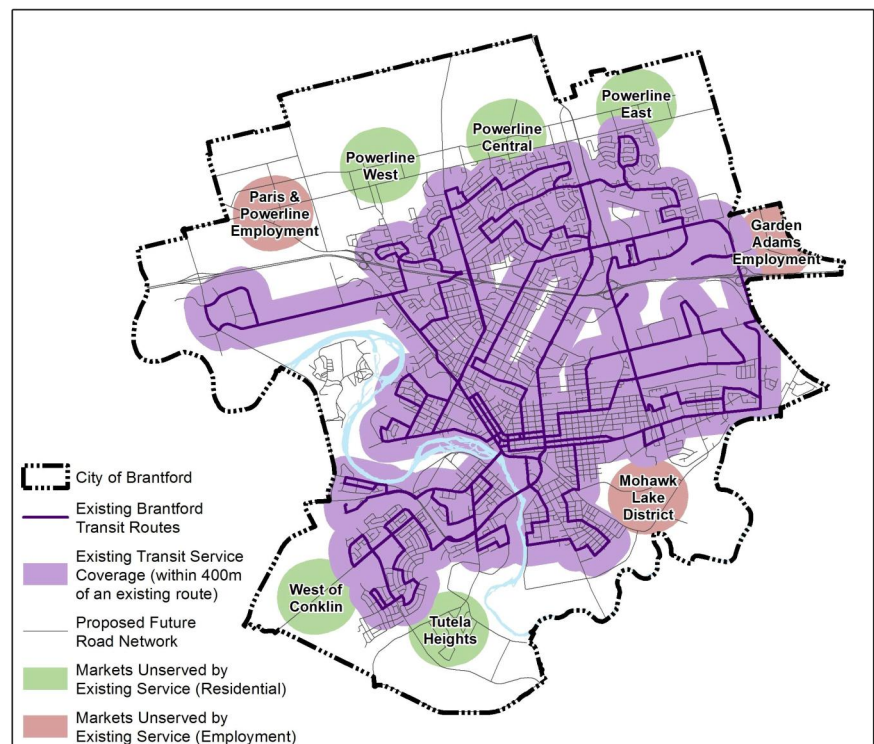 Powerline
East
Powerline
Central
Powerline
West
Paris &
Powerline
Employment
Garden
Adams
Employment
Mohawk
Lake
District
West of
Conklin
Tutela
Heights
City of Brantford
Existing Brantford
Transit Routes
Existing Transit Service
Coverage (within 400m
of an existing route)
Proposed Future
Road Network
Markets Unserved by
Existing Service (Residential)
Markets Unserved by
Existing Service (Employment)